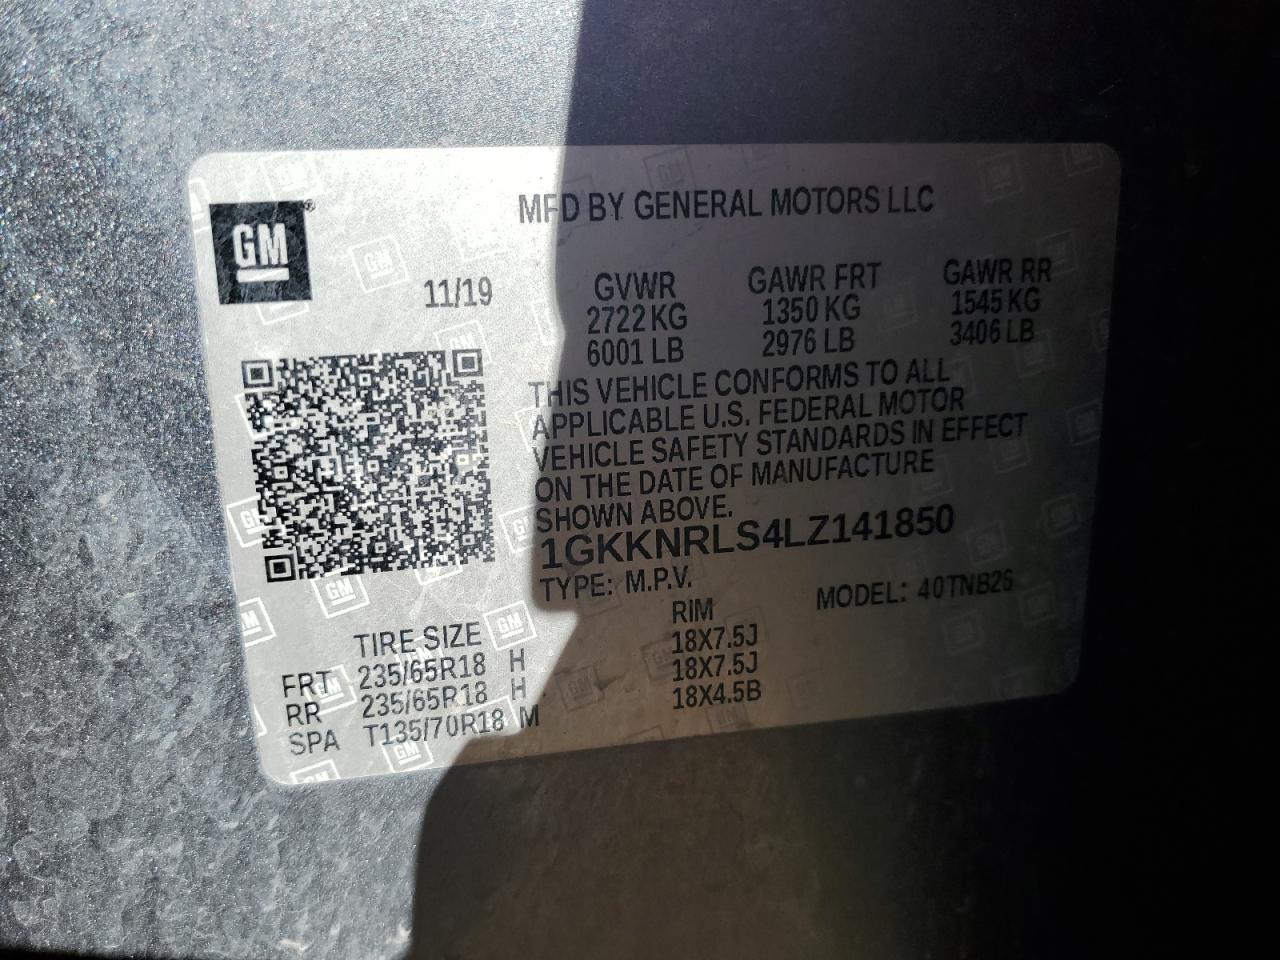 MFD BY GENERAL MOTORS LLC
GM
11/19
GVWR GAWR FRT GAWR RR
2722 KG 1350 KG 1545 KG
6001 LB 2976 LB 3406 LB
THIS VEHICLE CONFORMS TO ALL
APPLICABLE U.S. FEDERAL MOTOR
VEHICLE SAFETY STANDARDS IN EFFECT
ON THE DATE OF MANUFACTURE
SHOWN ABOVE.
1GKKNRLS4LZ141850
TYPE: M.P.V. MODEL: 40TNB26
TIRE SIZE RIM
FRT 235/65R18 H 18X7.5J
RR 235/65R18 H 18X7.5J
SPA T135/70R18 M 18X4.5B